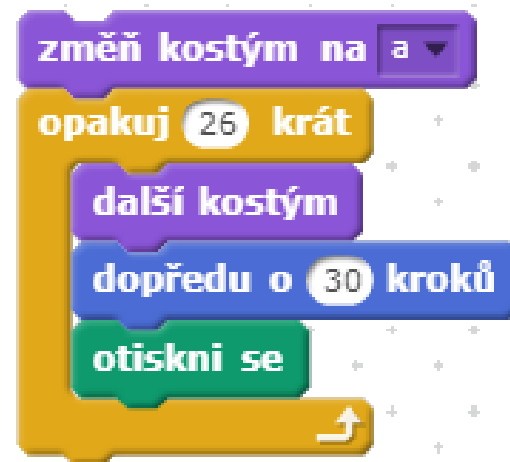 změň kostým na a
opakuj 26 krát
další kostým
dopředu o 30 kroků
otiskni se